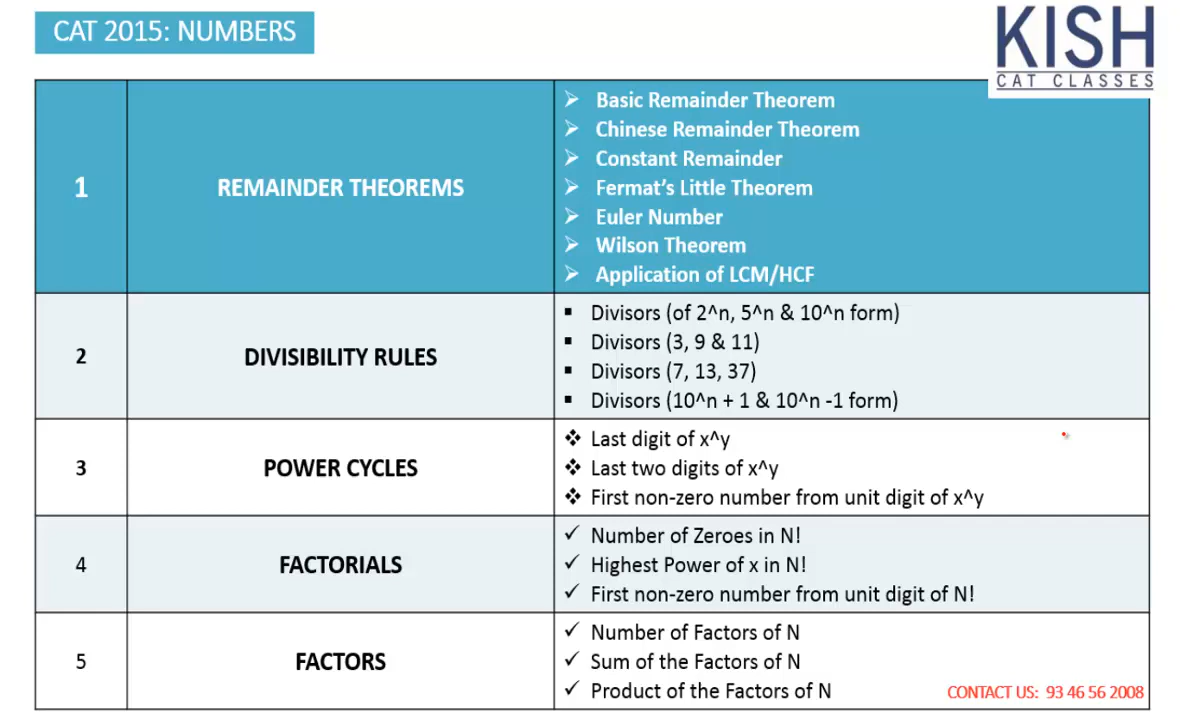 CAT 2015: NUMBERS
KISH
CAT CLASSES
1
REMAINDER THEOREMS
Basic Remainder Theorem
Chinese Remainder Theorem
Constant Remainder
Fermat’s Little Theorem
Euler Number
Wilson Theorem
Application of LCM/HCF
2
DIVISIBILITY RULES
Divisors (of 2^n, 5^n & 10^n form)
Divisors (3, 9 & 11)
Divisors (7, 13, 37)
Divisors (10^n + 1 & 10^n -1 form)
3
POWER CYCLES
Last digit of x^y
Last two digits of x^y
First non-zero number from unit digit of x^y
4
FACTORIALS
Number of Zeroes in N!
Highest Power of x in N!
First non-zero number from unit digit of N!
5
FACTORS
Number of Factors of N
Sum of the Factors of N
Product of the Factors of N
CONTACT US: 93 46 56 2008